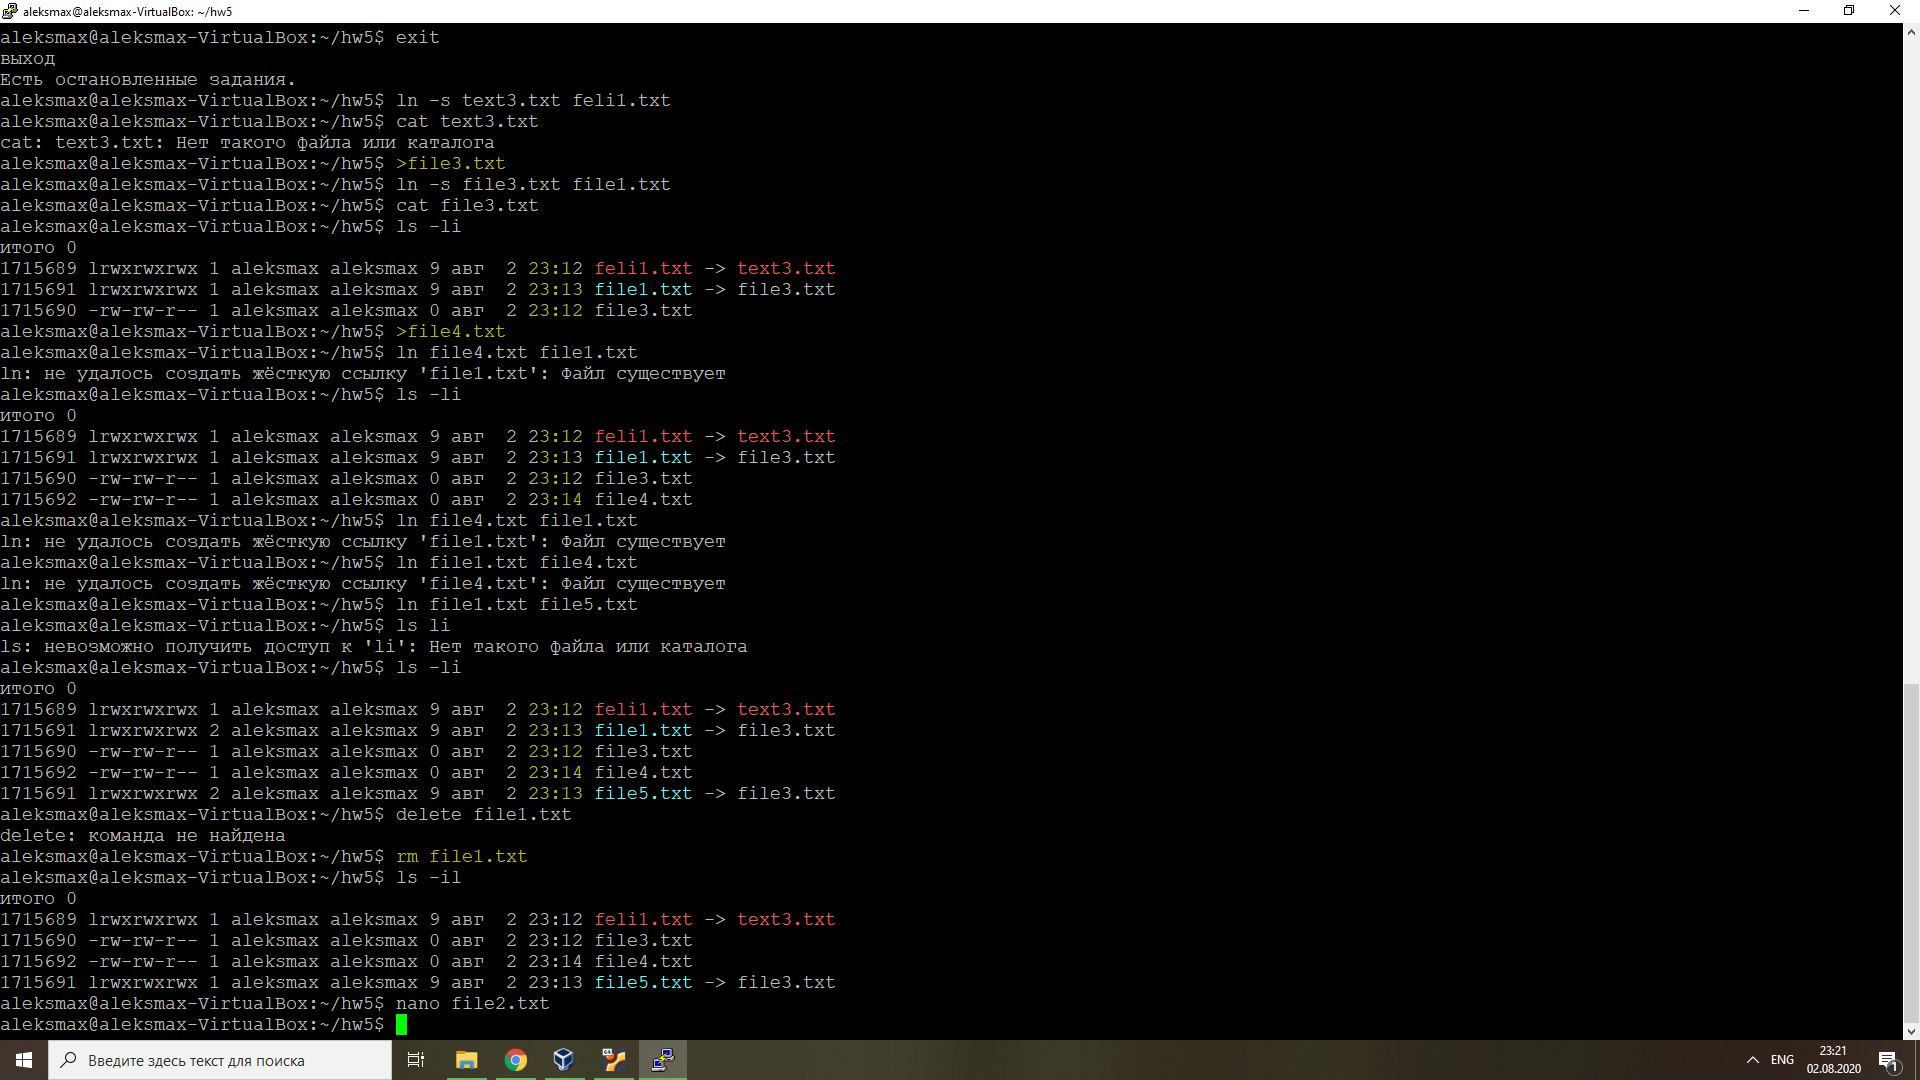 aleksmax@aleksmax-VirtualBox: ~/hw5
aleksmax@aleksmax-VirtualBox:~/hw5$ exit
выход
Есть остановленные задания.
aleksmax@aleksmax-VirtualBox:~/hw5$ ln -s text3.txt feli1.txt
aleksmax@aleksmax-VirtualBox:~/hw5$ cat text3.txt
cat: text3.txt: Нет такого файла или каталога
aleksmax@aleksmax-VirtualBox:~/hw5$ >file3.txt
aleksmax@aleksmax-VirtualBox:~/hw5$ ln -s file3.txt file1.txt
aleksmax@aleksmax-VirtualBox:~/hw5$ cat file3.txt
aleksmax@aleksmax-VirtualBox:~/hw5$ ls -li
итого 0
1715689 lrwxrwxrwx 1 aleksmax aleksmax 9 авг  2 23:12 feli1.txt -> text3.txt
1715691 lrwxrwxrwx 1 aleksmax aleksmax 9 авг  2 23:13 file1.txt -> file3.txt
1715690 -rw-rw-r-- 1 aleksmax aleksmax 0 авг  2 23:12 file3.txt
aleksmax@aleksmax-VirtualBox:~/hw5$ >file4.txt
aleksmax@aleksmax-VirtualBox:~/hw5$ ln file4.txt file1.txt
ln: не удалось создать жёсткую ссылку 'file1.txt': Файл существует
aleksmax@aleksmax-VirtualBox:~/hw5$ ls -li
итого 0
1715689 lrwxrwxrwx 1 aleksmax aleksmax 9 авг  2 23:12 feli1.txt -> text3.txt
1715691 lrwxrwxrwx 1 aleksmax aleksmax 9 авг  2 23:13 file1.txt -> file3.txt
1715690 -rw-rw-r-- 1 aleksmax aleksmax 0 авг  2 23:12 file3.txt
1715692 -rw-rw-r-- 1 aleksmax aleksmax 0 авг  2 23:14 file4.txt
aleksmax@aleksmax-VirtualBox:~/hw5$ ln file4.txt file1.txt
ln: не удалось создать жёсткую ссылку 'file1.txt': Файл существует
aleksmax@aleksmax-VirtualBox:~/hw5$ ln file1.txt file4.txt
ln: не удалось создать жёсткую ссылку 'file4.txt': Файл существует
aleksmax@aleksmax-VirtualBox:~/hw5$ ln file1.txt file5.txt
aleksmax@aleksmax-VirtualBox:~/hw5$ ls li
ls: невозможно получить доступ к 'li': Нет такого файла или каталога
aleksmax@aleksmax-VirtualBox:~/hw5$ ls -li
итого 0
1715689 lrwxrwxrwx 1 aleksmax aleksmax 9 авг  2 23:12 feli1.txt -> text3.txt
1715691 lrwxrwxrwx 2 aleksmax aleksmax 9 авг  2 23:13 file1.txt -> file3.txt
1715690 -rw-rw-r-- 1 aleksmax aleksmax 0 авг  2 23:12 file3.txt
1715692 -rw-rw-r-- 1 aleksmax aleksmax 0 авг  2 23:14 file4.txt
1715691 lrwxrwxrwx 2 aleksmax aleksmax 9 авг  2 23:13 file5.txt -> file3.txt
aleksmax@aleksmax-VirtualBox:~/hw5$ delete file1.txt
delete: команда не найдена
aleksmax@aleksmax-VirtualBox:~/hw5$ rm file1.txt
aleksmax@aleksmax-VirtualBox:~/hw5$ ls -il
итого 0
1715689 lrwxrwxrwx 1 aleksmax aleksmax 9 авг  2 23:12 feli1.txt -> text3.txt
1715690 -rw-rw-r-- 1 aleksmax aleksmax 0 авг  2 23:12 file3.txt
1715692 -rw-rw-r-- 1 aleksmax aleksmax 0 авг  2 23:14 file4.txt
1715691 lrwxrwxrwx 1 aleksmax aleksmax 9 авг  2 23:13 file5.txt -> file3.txt
aleksmax@aleksmax-VirtualBox:~/hw5$ nano file2.txt
aleksmax@aleksmax-VirtualBox:~/hw5$
Введите здесь текст для поиска
ENG
23:21
02.08.2020
1